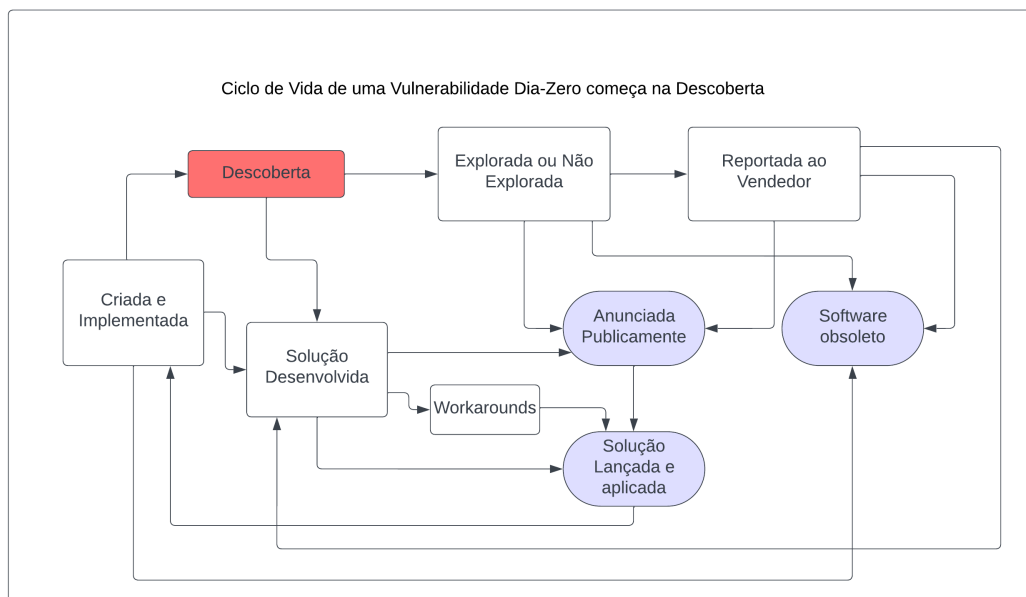 Ciclo de Vida de uma Vulnerabilidade Dia-Zero começa na Descoberta
Descoberta
Explorada ou Não
Explorada
Reportada ao
Vendedor
Criada e
Implementada
Anunciada
Publicamente
Software
obsoleto
Solução
Desenvolvida
Workarounds
Solução
Lançada e
aplicada